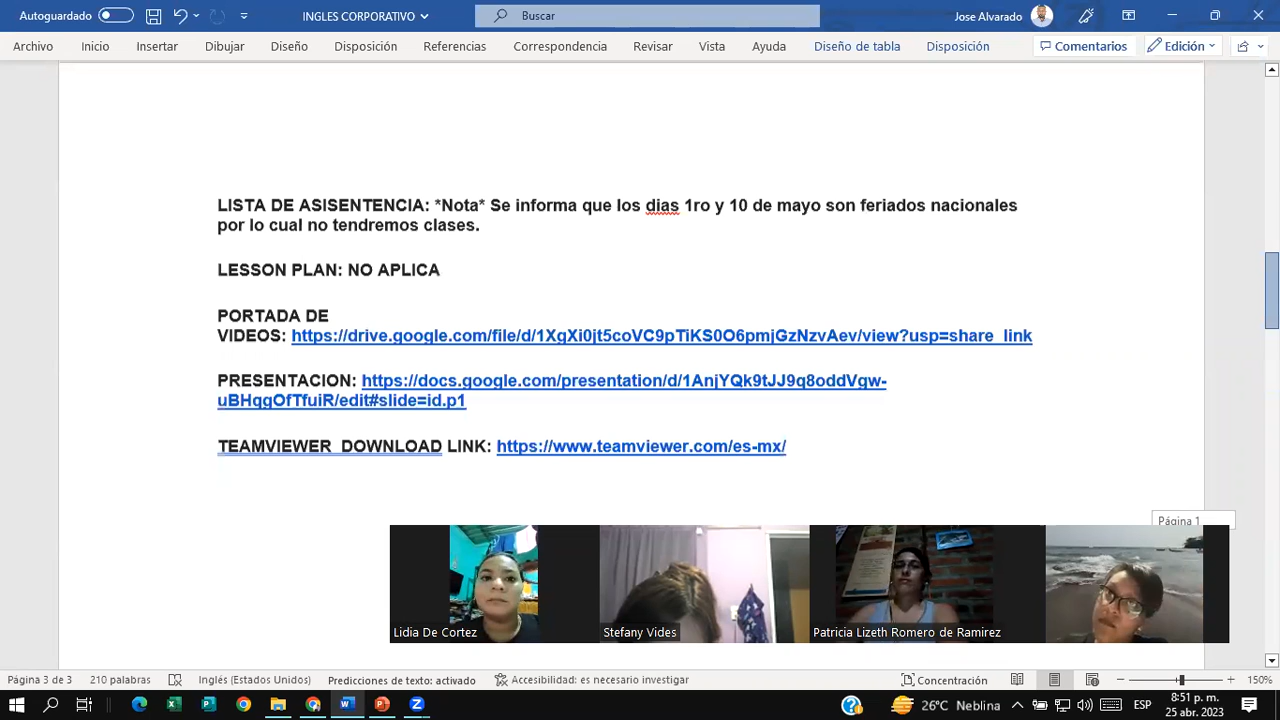 Autoguardado
INGLES CORPORATIVO
Buscar
Jose Alvarado
Archivo Inicio Insertar Dibujar Diseño Disposición Referencias Correspondencia Revisar Vista Ayuda Diseño de tabla Disposición Comentarios Edición
LISTA DE ASISENTENCIA: *Nota* Se informa que los dias 1ro y 10 de mayo son feriados nacionales
por lo cual no tendremos clases.
LESSON PLAN: NO APLICA
PORTADA DE
VIDEOS: https://drive.google.com/file/d/1XgXi0jt5coVC9pTiKS0O6pmjGzNzvAev/view?usp=share_link
PRESENTACION: https://docs.google.com/presentation/d/1AnjYQk9tJJ9q8oddVgw-
uBHqgOfTfuiR/edit#slide=id.p1
TEAMVIEWER DOWNLOAD LINK: https://www.teamviewer.com/es-mx/
Página 1
Lidia De Cortez
Stefany Vides
Patricia Lizeth Romero de Ramirez
Página 3 de 3 210 palabras Inglés (Estados Unidos) Predicciones de texto: activado Accesibilidad: es necesario investigar Concentración 150%
26°C Neblina ESP 8:51 p. m.
25 abr. 2023